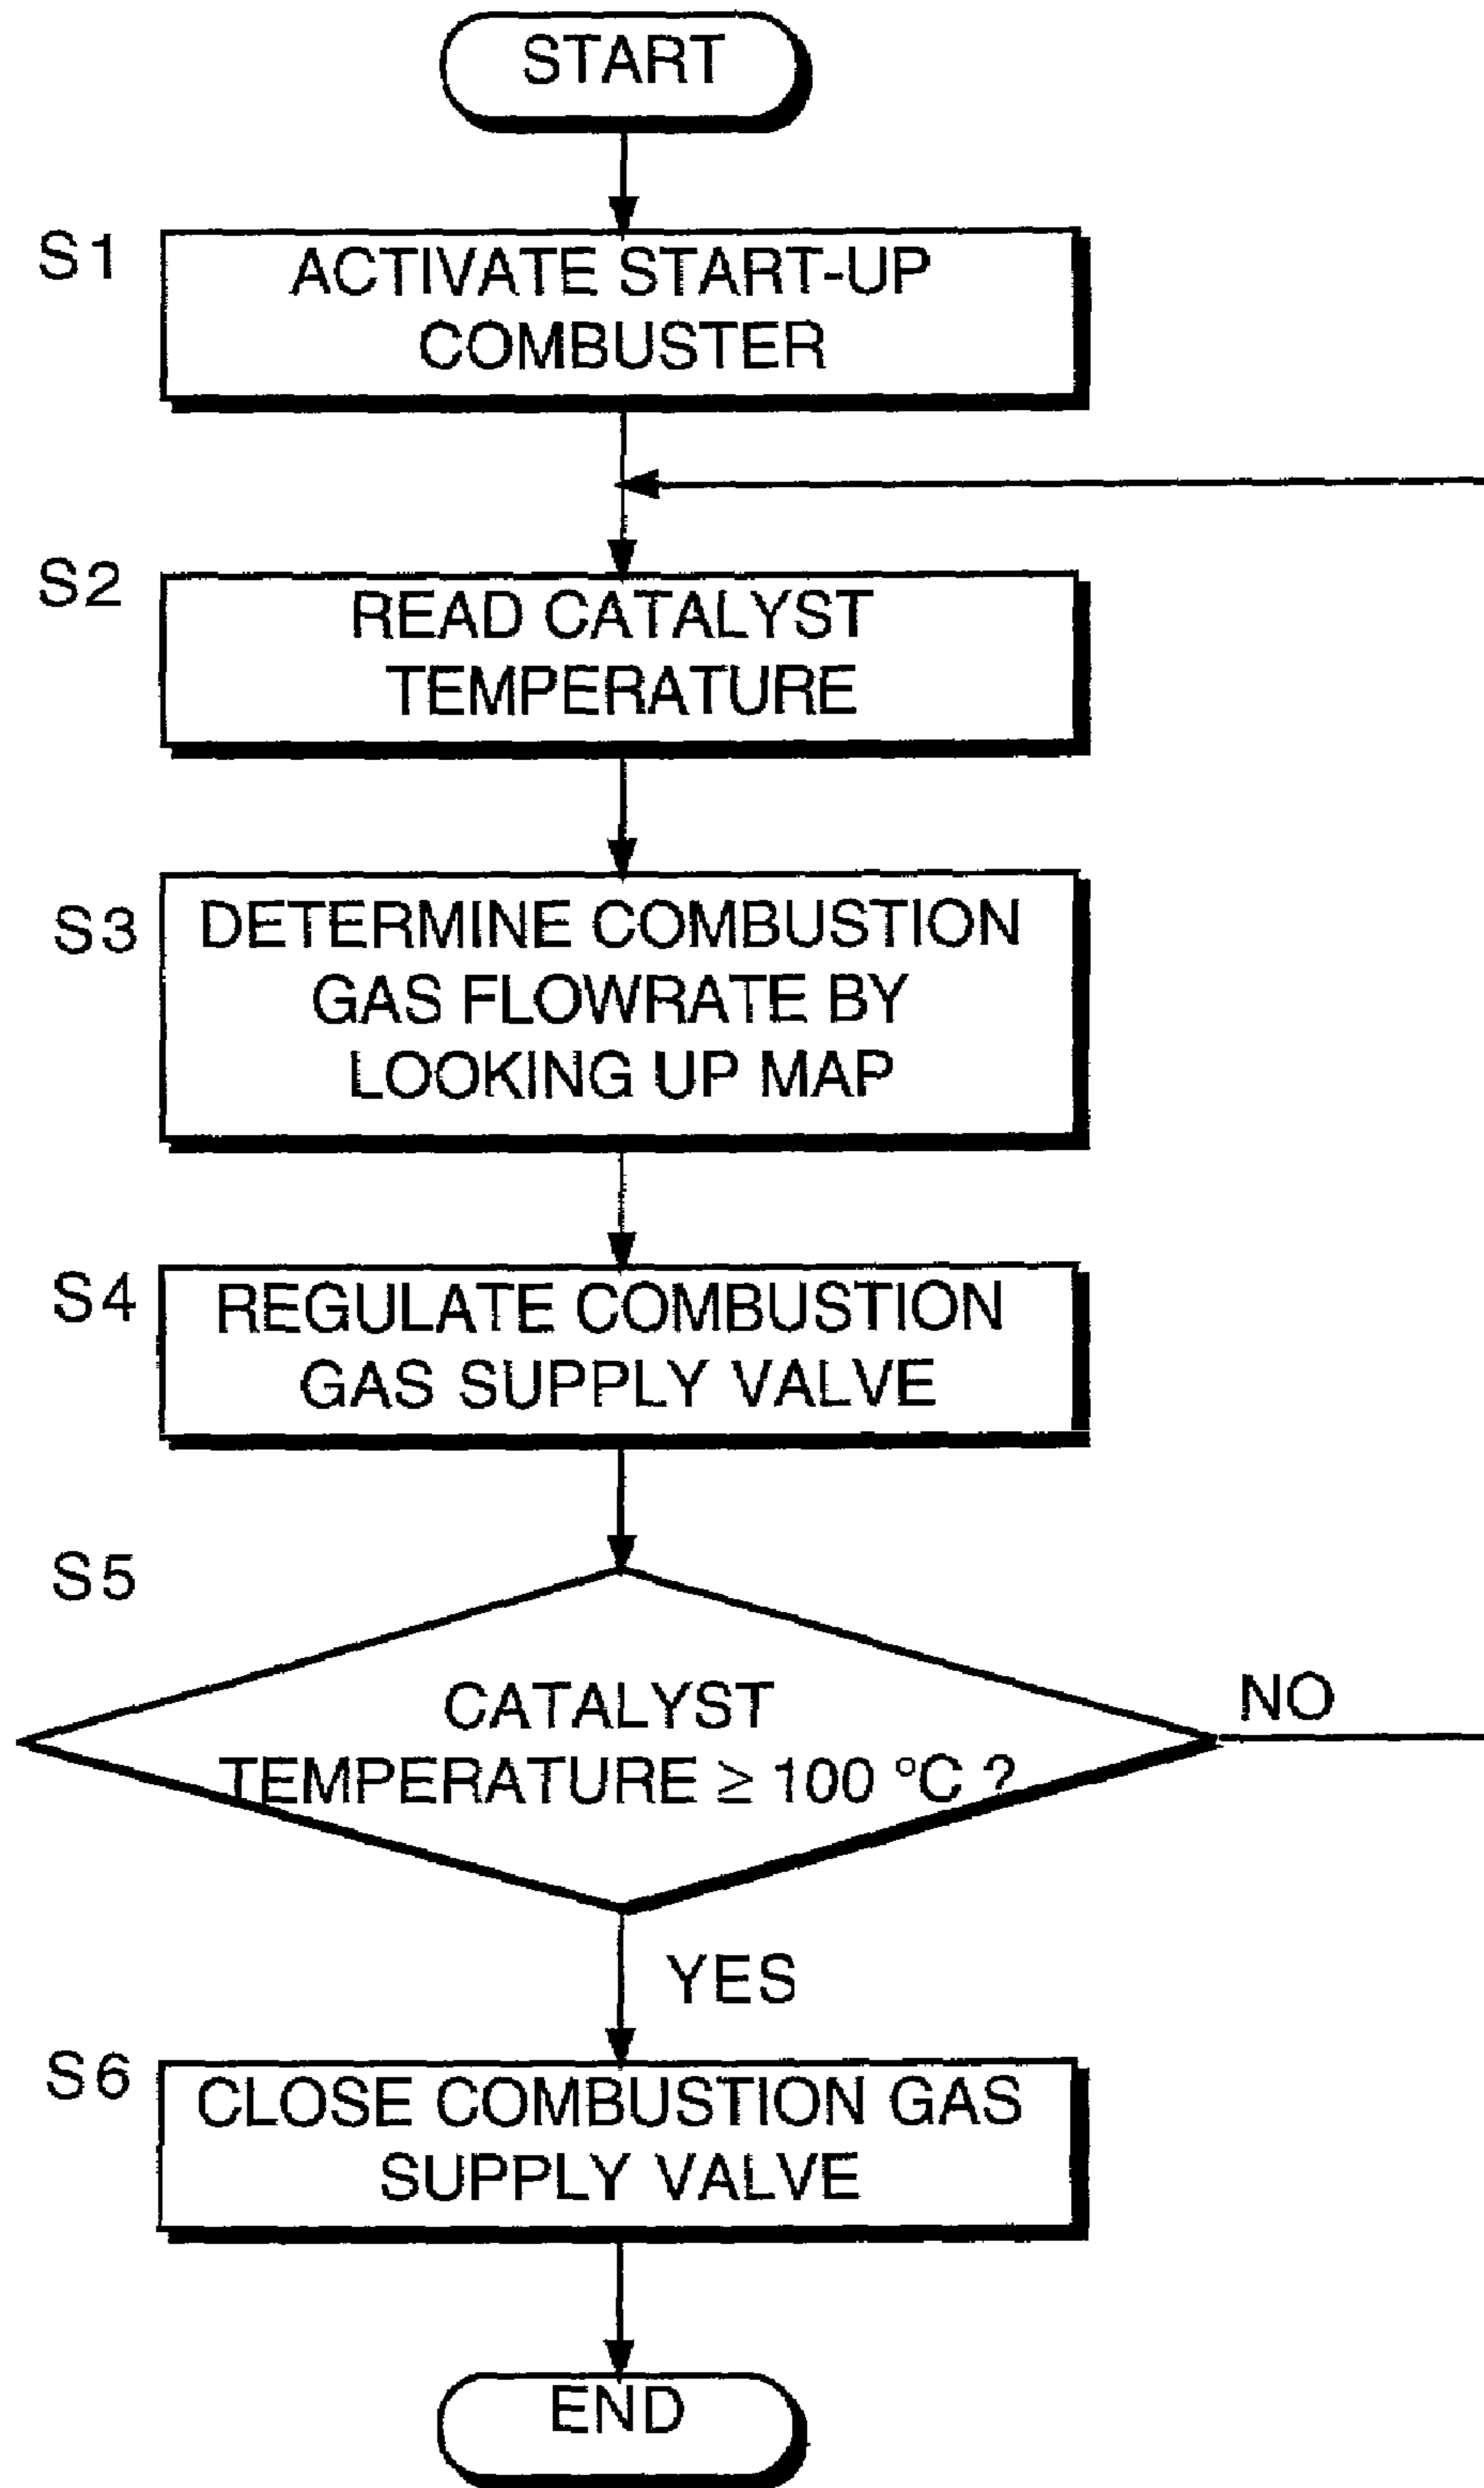 START
S1
ACTIVATE START-UP
COMBUSTER
S2
READ CATALYST
TEMPERATURE
S3
DETERMINE COMBUSTION
GAS FLOWRATE BY
LOOKING UP MAP
S4
REGULATE COMBUSTION
GAS SUPPLY VALVE
S5
CATALYST
TEMPERATURE ≥ 100 °C ?
NO
YES
S6
CLOSE COMBUSTION GAS
SUPPLY VALVE
END